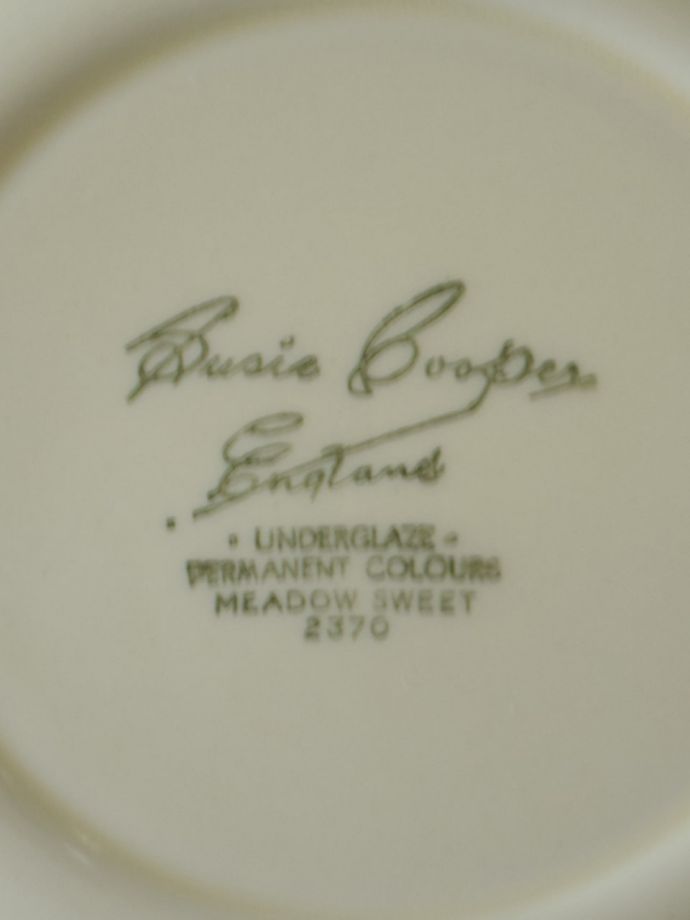 Susie Cooper
England
• UNDERGLAZE •
PERMANENT COLOURS
MEADOW SWEET
2370